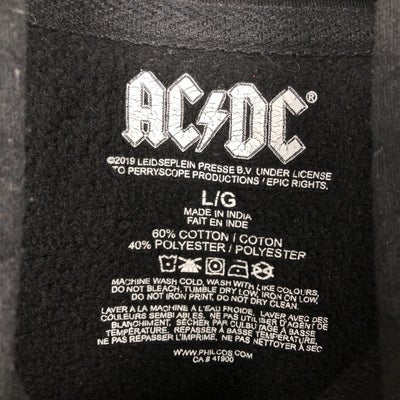 AC⚡DC®
©2019 LEIDSEPLEIN PRESSE B.V. UNDER LICENSE
TO PERRYSCOPE PRODUCTIONS / EPIC RIGHTS.
L/G
MADE IN INDIA
FAIT EN INDE
60% COTTON / COTON
40% POLYESTER / POLYESTER
MACHINE WASH COLD, WASH WITH LIKE COLOURS,
DO NOT BLEACH, TUMBLE DRY LOW, IRON ON LOW,
DO NOT IRON PRINT, DO NOT DRY CLEAN
LAVER A LA MACHINE À L'EAU FROIDE, LAVER AVEC DES
COULEURS SEMBLABLES, NE PAS UTILISER D'AGENT DE
BLANCHIMENT, SÉCHER PAR CULBUTAGE À BASSE
TEMPÉRATURE, REPASSER À BASSE TEMPÉRATURE
NE PAS REPASSER L'IMPRIMÉ, NE PAS NETTOYER À SEC
WWW.PHILCOS.COM
CA# 41900